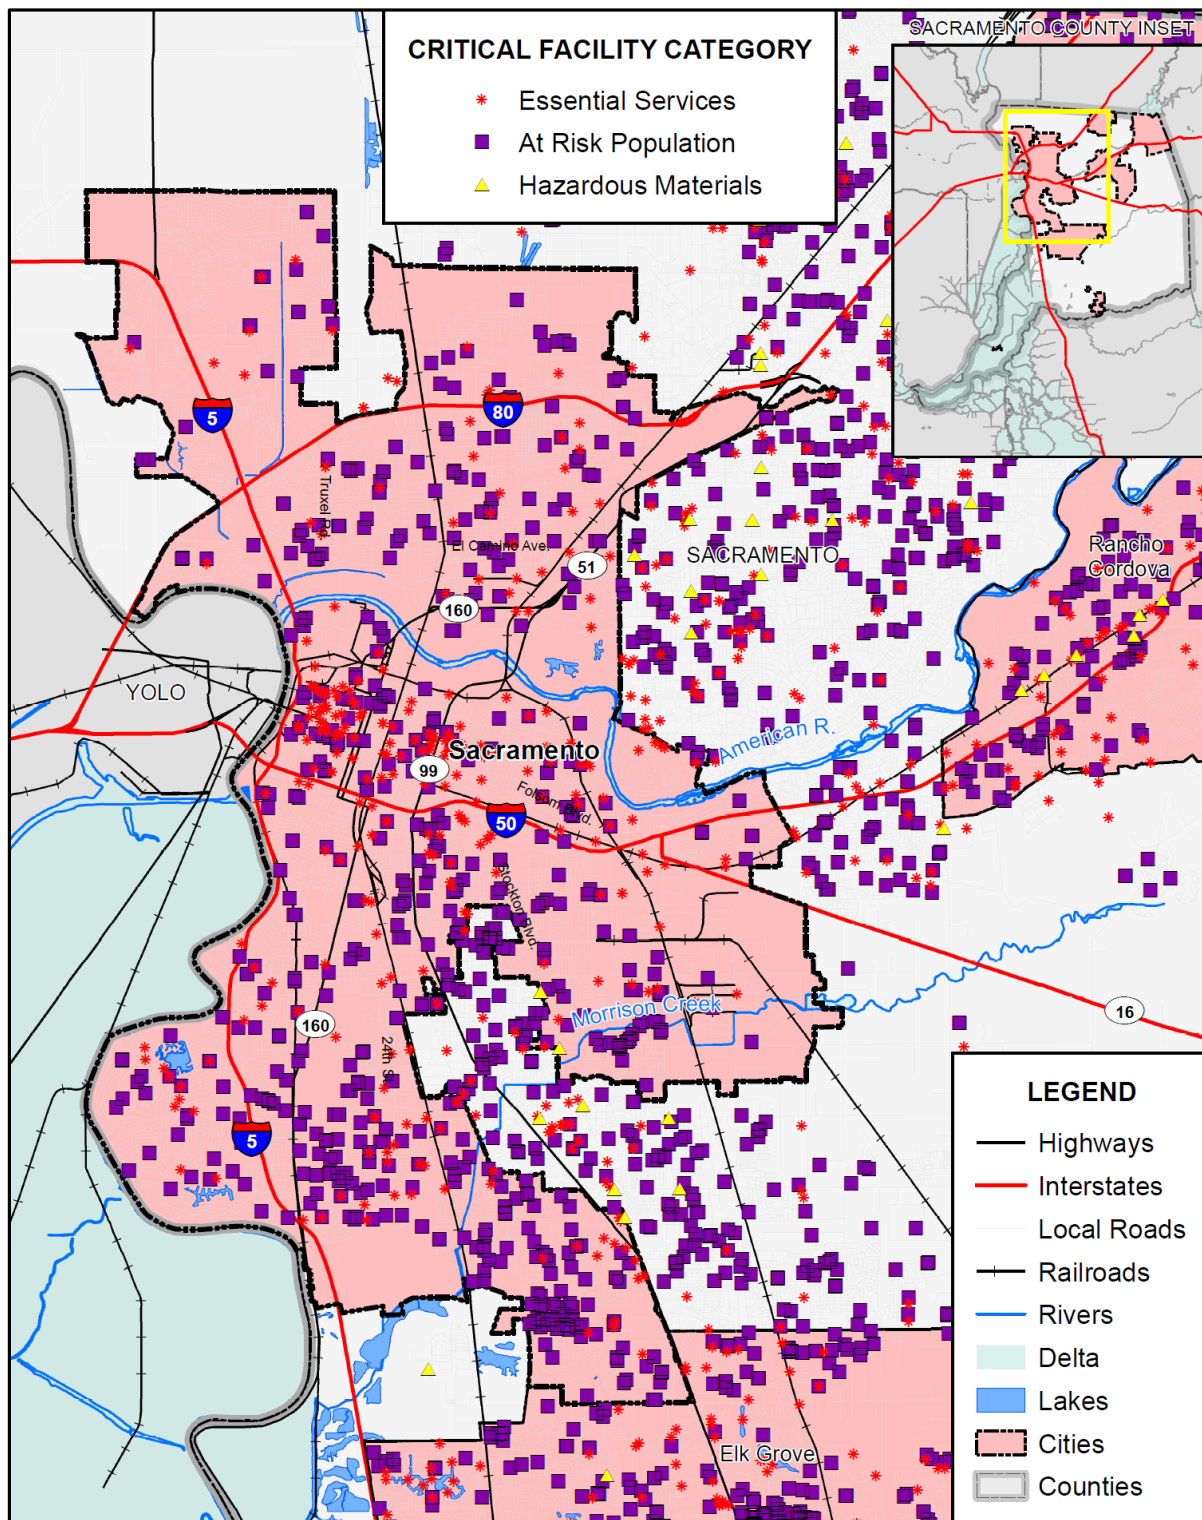 CRITICAL FACILITY CATEGORY
Essential Services
At Risk Population
Hazardous Materials
SACRAMENTO COUNTY INSET
5
80
Truxel Rd.
El Camino Ave.
51
SACRAMENTO
Rancho
Cordova
160
YOLO
American R.
Sacramento
99
Folsom Blvd.
50
Stockton Blvd.
Morrison Creek
16
160
24th St.
5
Elk Grove
LEGEND
Highways
Interstates
Local Roads
Railroads
Rivers
Delta
Lakes
Cities
Counties